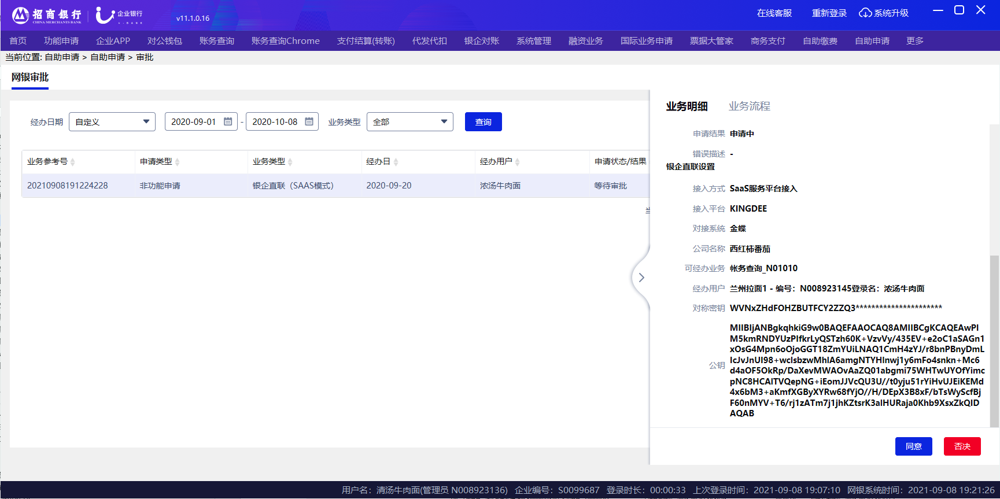 招商银行
CHINA MERCHANTS BANK
企业银行
U-BANK
v11.1.0.16
在线客服 重新登录 系统升级
首页 功能申请 企业APP 对公钱包 账务查询 账务查询Chrome 支付结算(转账) 代发代扣 银企对账 系统管理 融资业务 国际业务申请 票据大管家 商务支付 自助缴费 自助申请 更多
当前位置: 自助申请 > 自助申请 > 审批
网银审批
经办日期 自定义 2020-09-01 - 2020-10-08 业务类型 全部 查询
业务参考号 申请类型 业务类型 经办日 经办用户 申请状态/结果
20210908191224228 非功能申请 银企直联（SAAS模式） 2020-09-20 浓汤牛肉面 等待审批
业务明细 业务流程
申请结果 申请中
错误描述 -
银企直联设置
接入方式 SaaS服务平台接入
接入平台 KINGDEE
对接系统 金蝶
公司名称 西红柿番茄
可经办业务 帐务查询_N01010
经办用户 兰州拉面1 - 编号：N008923145登录名：浓汤牛肉面
对称密钥 WVNxZHdFOHZBUTFCY2ZZQ3**********************
公钥
MIIBIjANBgkqhkiG9w0BAQEFAAOCAQ8AMIIBCgKCAQEAwPI
M5kmRNDYUzPIfkrLyQSTzh60K+VzvVy/435EV+e2oC1aSAGn1
xOsG4Mpn6oOjoGGT18ZmYUiLNAQ1CmH4zYJ/r8bnPBnyDmL
IcJvJnUI98+wcIsbzwMhIA6amgNTYHInwj1y6mFo4snkn+Mc6
d4aOF5OkRp/DaXevMWAOvAaZQ01abgmi75WHTwUYOfYimc
pNC8HCAITVQepNG+iEomJJVcQU3U//t0yju51rYiHvUJEiKEMd
4x6bM3+aKmfXGByXYRw68fYjO//H/DEpX3B8xF/bTsWyScfBj
F60nMYV+T6/rj1zATm7j1jhKZtsrK3alHURaja0Khb9XsxZkQID
AQAB
同意 否决
用户名：清汤牛肉面(管理员 N008923136) 企业编号：S0099687 登录时长：00:00:33 上次登录时间：2021-09-08 19:07:10 网银系统时间：2021-09-08 19:21:26